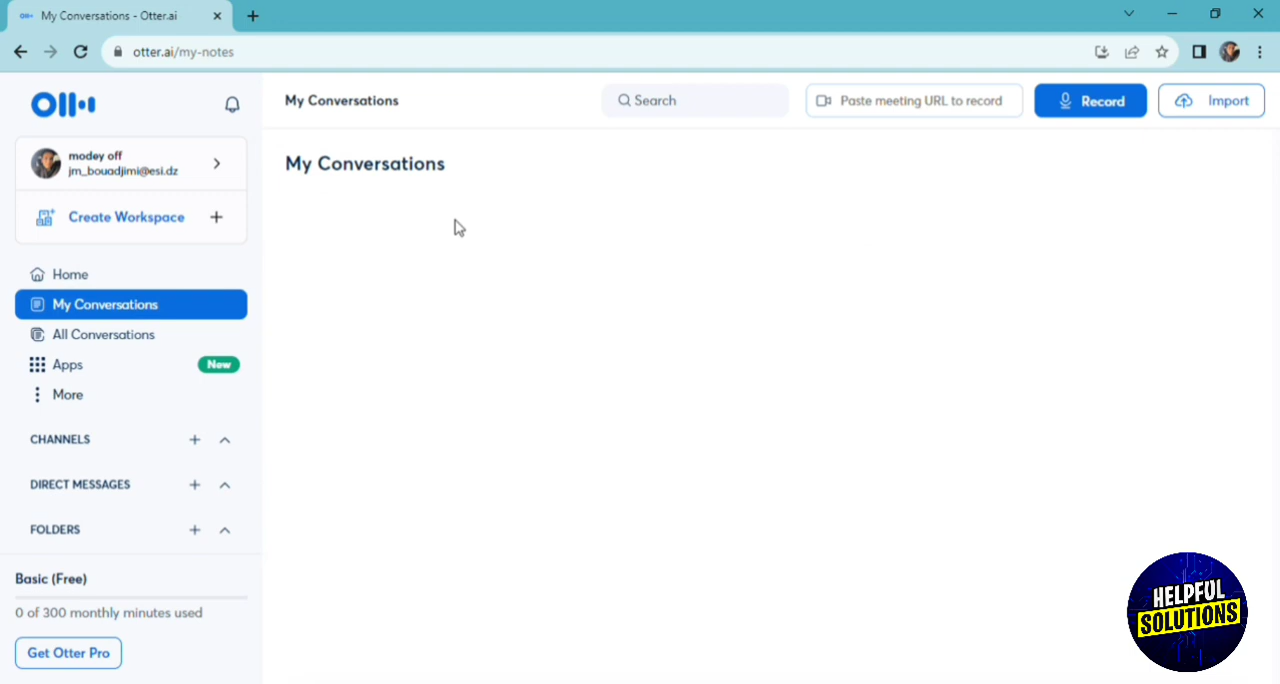 My Conversations - Otter.ai
otter.ai/my-notes
My Conversations
Search
Paste meeting URL to record
Record
Import
modey off
jm_bouadjimi@esi.dz
Create Workspace
Home
My Conversations
All Conversations
Apps
New
More
CHANNELS
DIRECT MESSAGES
FOLDERS
Basic (Free)
0 of 300 monthly minutes used
Get Otter Pro
My Conversations
HELPFUL
SOLUTIONS